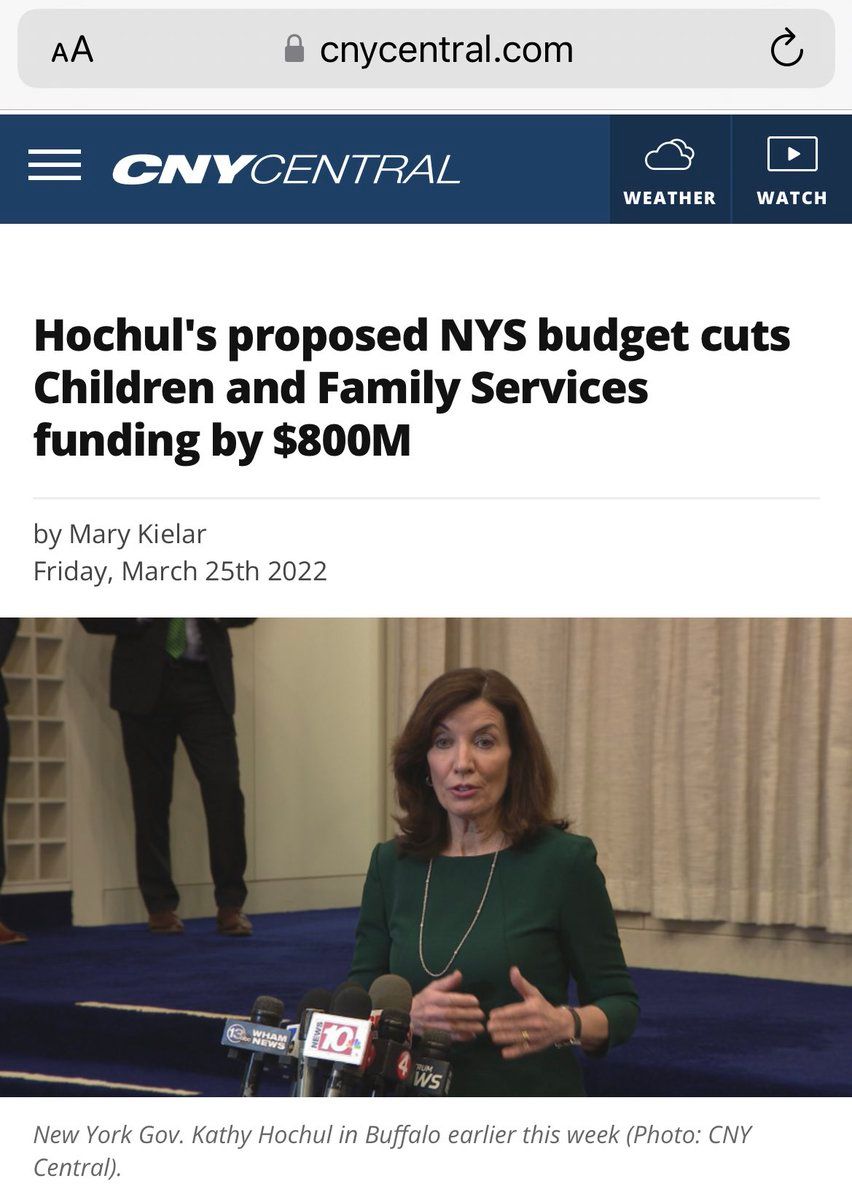 AA cnycentral.com
CNYCENTRAL
WEATHER
WATCH
Hochul's proposed NYS budget cuts
Children and Family Services
funding by $800M
by Mary Kielar
Friday, March 25th 2022
13 WHAM
abc NEWS
NEWS
10
4
RUM
WS
New York Gov. Kathy Hochul in Buffalo earlier this week (Photo: CNY
Central).